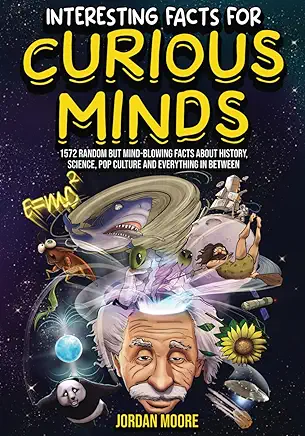 INTERESTING FACTS FOR
CURIOUS
MINDS
1572 RANDOM BUT MIND-BLOWING FACTS ABOUT HISTORY,
SCIENCE, POP CULTURE AND EVERYTHING IN BETWEEN
E=mc²
JORDAN MOORE